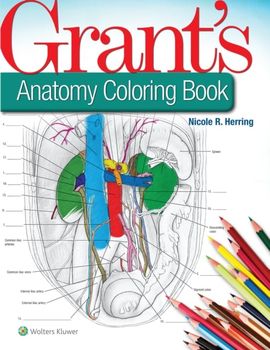 Grant's
Anatomy Coloring Book
Nicole R. Herring
Spleen
Common iliac arteries
Common iliac vein
Internal iliac artery
External iliac artery
Descending colon
Sigmoid colon
Wolters Kluwer